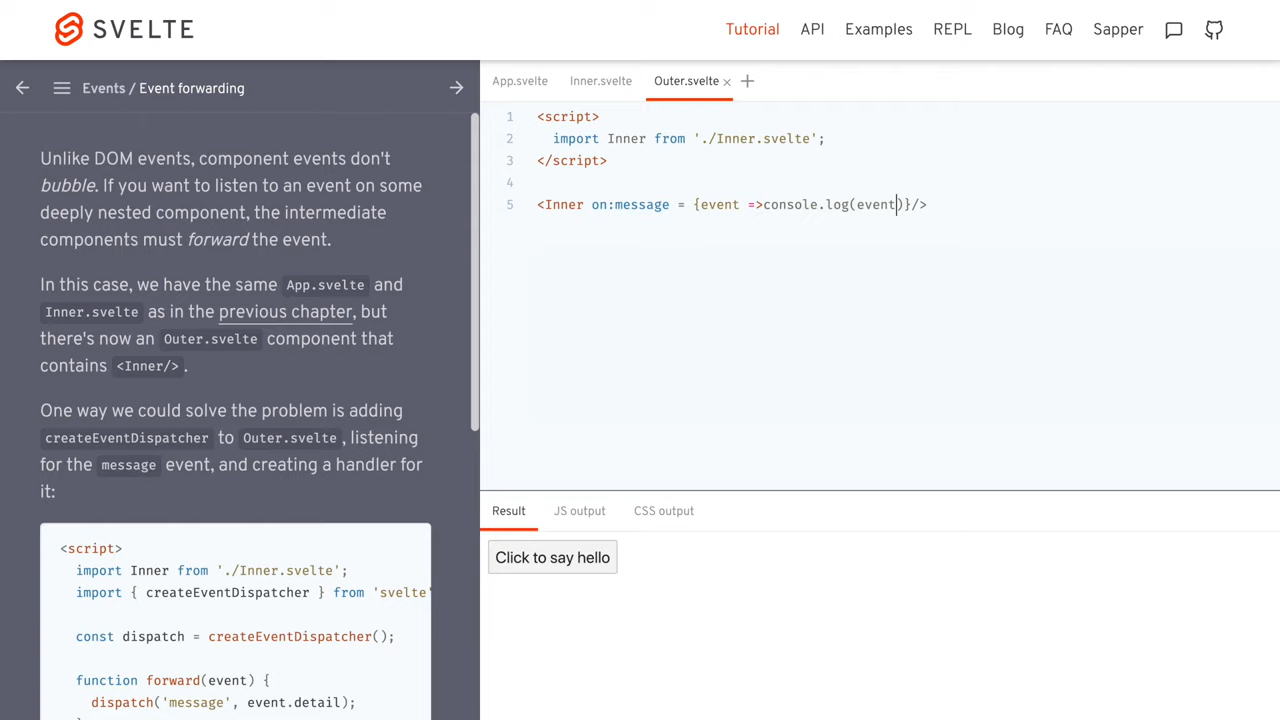 SVELTE
Tutorial API Examples REPL Blog FAQ Sapper
Events / Event forwarding
Unlike DOM events, component events don't
bubble. If you want to listen to an event on some
deeply nested component, the intermediate
components must forward the event.
In this case, we have the same App.svelte and
Inner.svelte as in the previous chapter, but
there's now an Outer.svelte component that
contains <Inner/> .
One way we could solve the problem is adding
createEventDispatcher to Outer.svelte , listening
for the message event, and creating a handler for
it:
<script>
import Inner from './Inner.svelte';
import { createEventDispatcher } from 'svelte'
const dispatch = createEventDispatcher();
function forward(event) {
dispatch('message', event.detail);
App.svelte Inner.svelte Outer.svelte × +
1 <script>
2 import Inner from './Inner.svelte';
3 </script>
4
5 <Inner on:message = {event =>console.log(event)}/>
Result JS output CSS output
Click to say hello